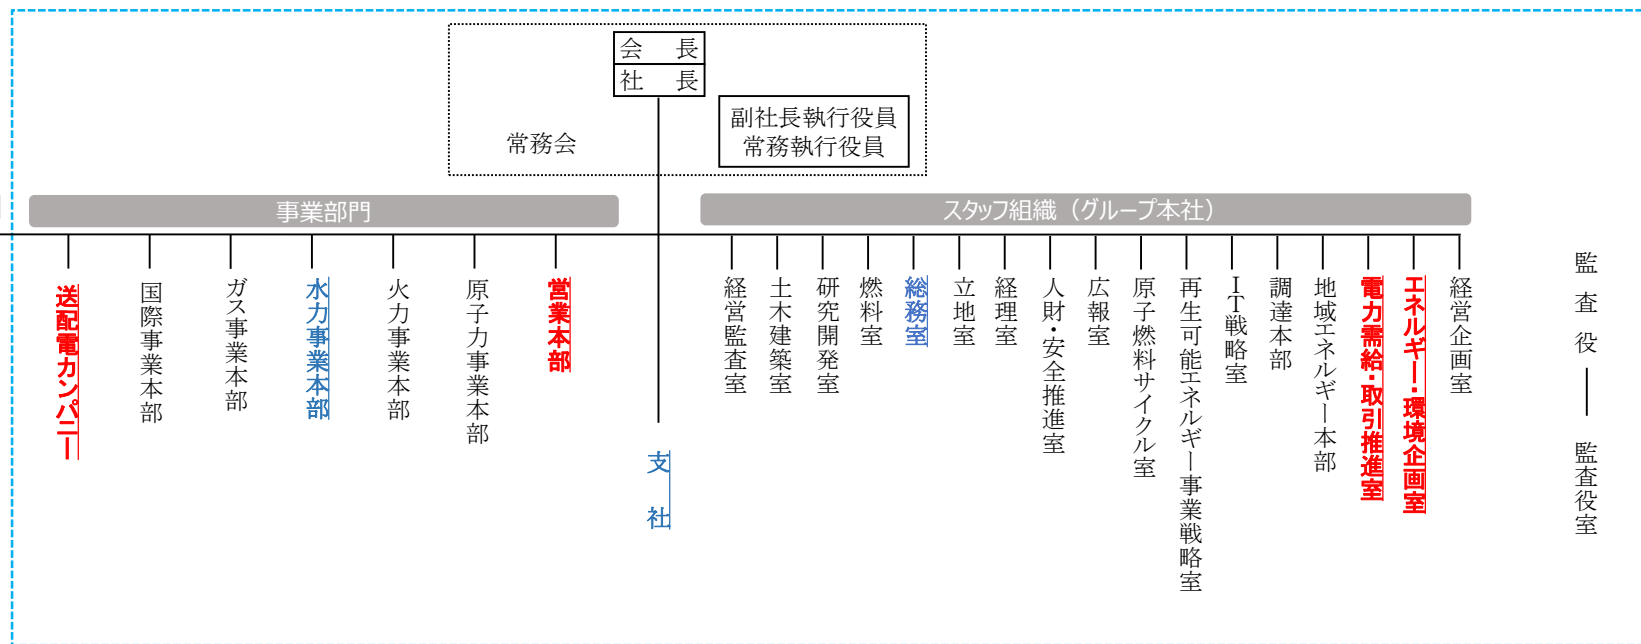 会　長
社　長
副社長執行役員
常務執行役員
常務会
事業部門
スタッフ組織（グループ本社）
送配電カンパニー
国際事業本部
ガス事業本部
水力事業本部
火力事業本部
原子力事業本部
営業本部
支　社
経営監査室
土木建築室
研究開発室
燃料室
総務室
立地室
経理室
人財・安全推進室
広報室
原子燃料サイクル室
再生可能エネルギー事業戦略室
IT戦略室
調達本部
地域エネルギー本部
電力需給・取引推進室
エネルギー・環境企画室
経営企画室
監　査　役
監査役室